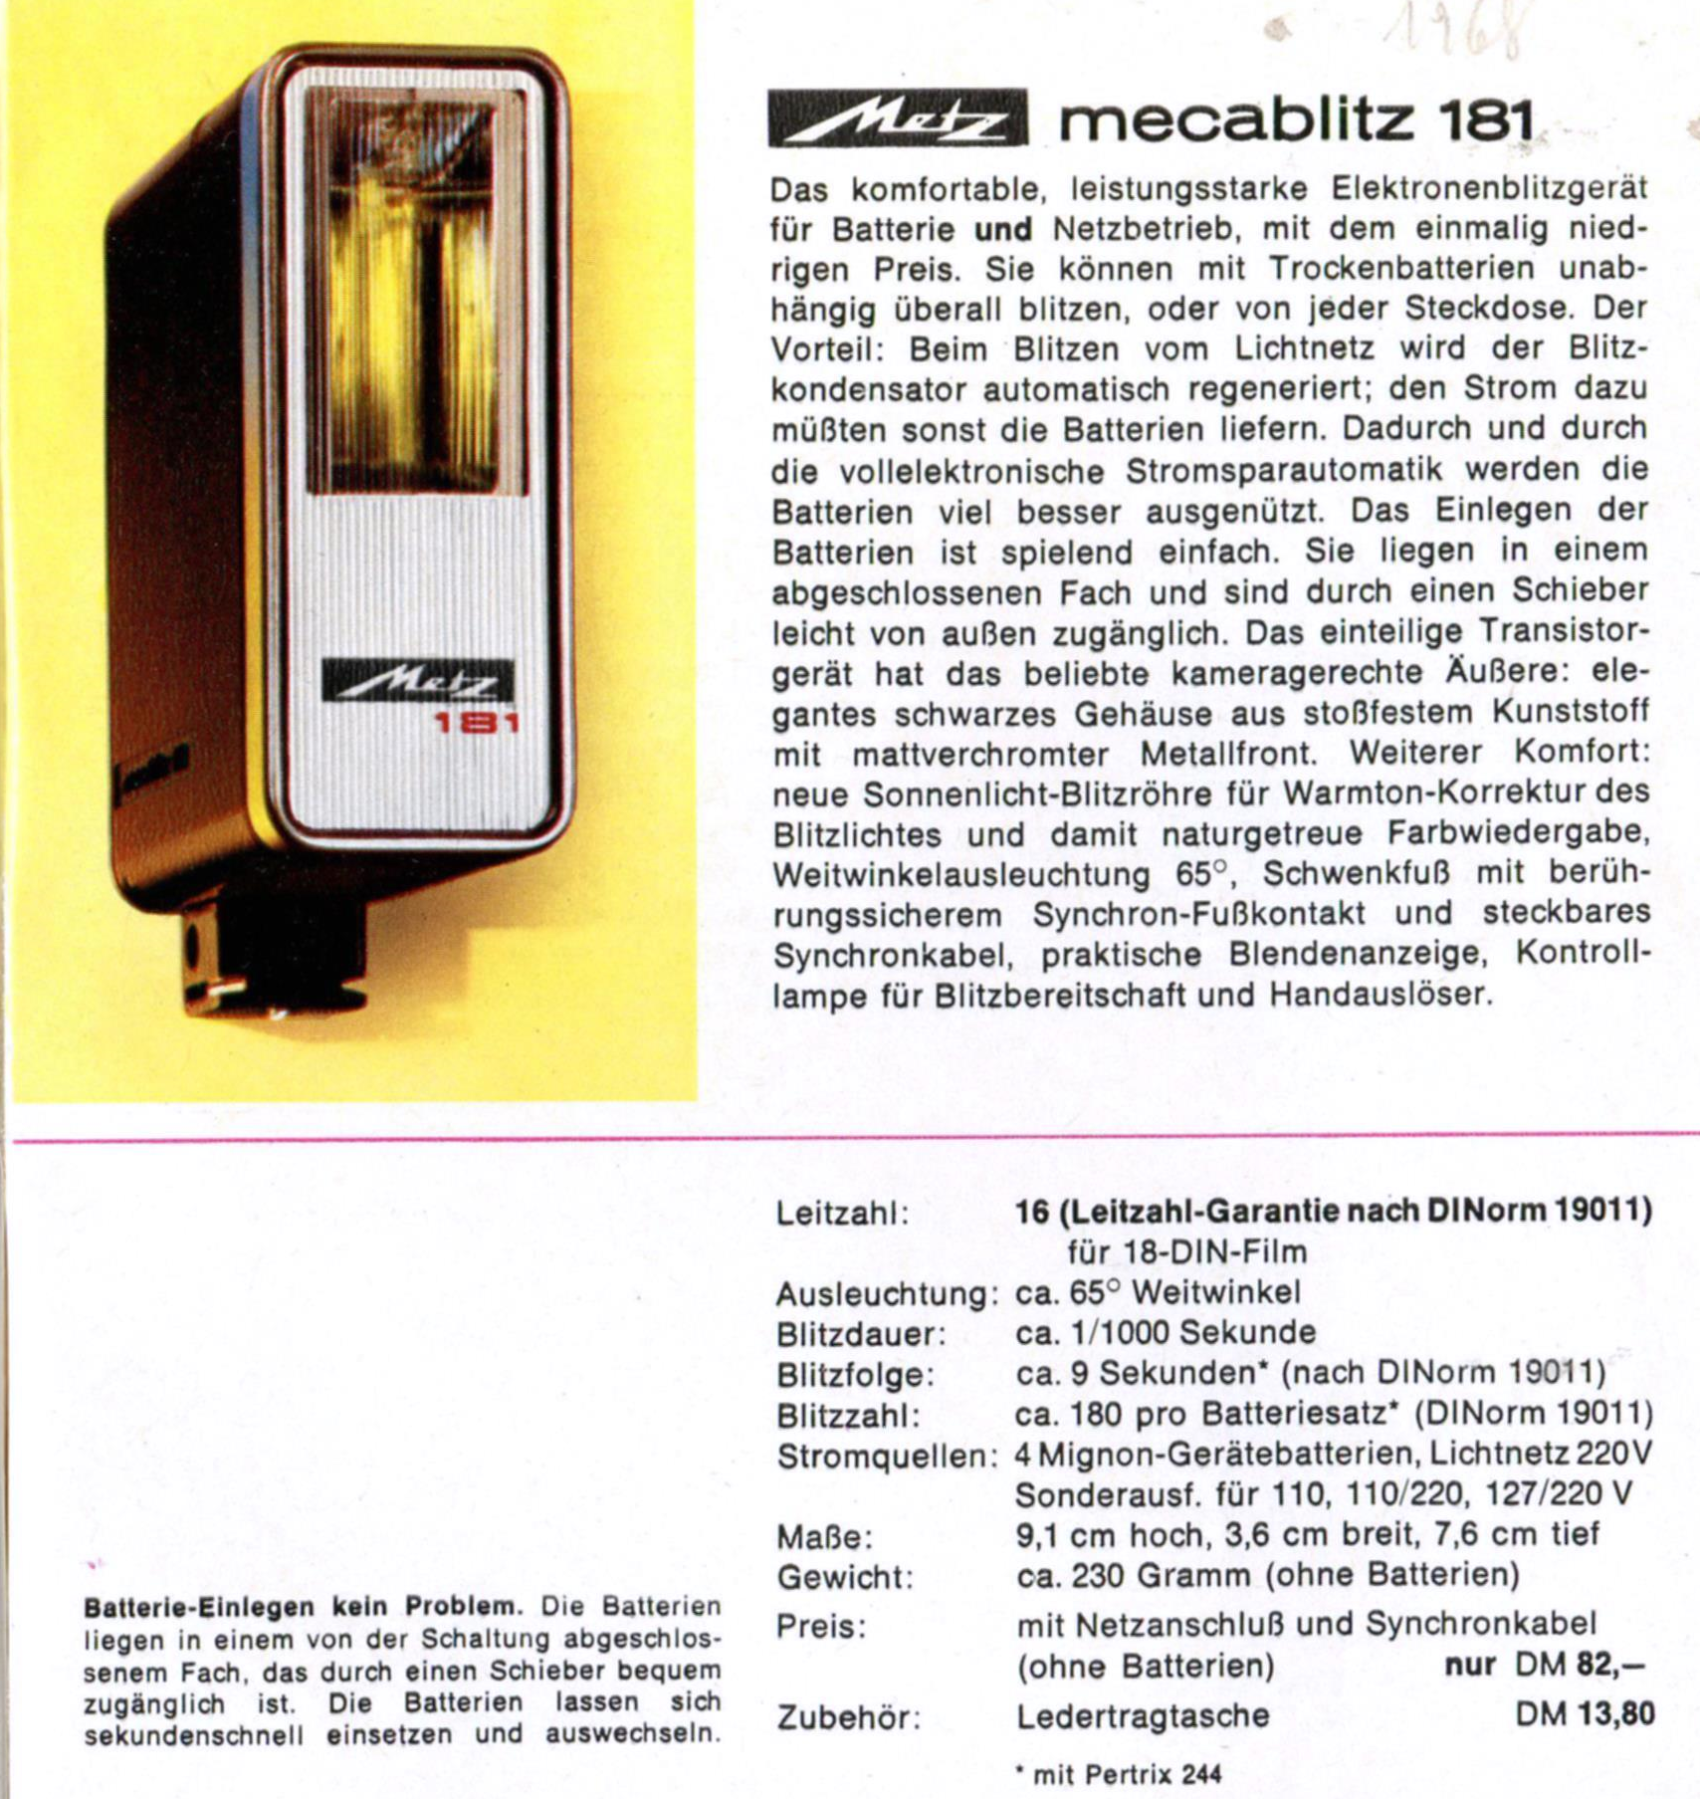 1968
Metz mecablitz 181
Das komfortable, leistungsstarke Elektronenblitzgerät
für Batterie und Netzbetrieb, mit dem einmalig nied-
rigen Preis. Sie können mit Trockenbatterien unab-
hängig überall blitzen, oder von jeder Steckdose. Der
Vorteil: Beim Blitzen vom Lichtnetz wird der Blitz-
kondensator automatisch regeneriert; den Strom dazu
müßten sonst die Batterien liefern. Dadurch und durch
die vollelektronische Stromsparautomatik werden die
Batterien viel besser ausgenützt. Das Einlegen der
Batterien ist spielend einfach. Sie liegen in einem
abgeschlossenen Fach und sind durch einen Schieber
leicht von außen zugänglich. Das einteilige Transistor-
gerät hat das beliebte kameragerechte Äußere: ele-
gantes schwarzes Gehäuse aus stoßfestem Kunststoff
mit mattverchromter Metallfront. Weiterer Komfort:
neue Sonnenlicht-Blitzröhre für Warmton-Korrektur des
Blitzlichtes und damit naturgetreue Farbwiedergabe,
Weitwinkelausleuchtung 65°, Schwenkfuß mit berüh-
rungssicherem Synchron-Fußkontakt und steckbares
Synchronkabel, praktische Blendenanzeige, Kontroll-
lampe für Blitzbereitschaft und Handauslöser.
Metz
181
Leitzahl: 16 (Leitzahl-Garantie nach DINorm 19011)
für 18-DIN-Film
Ausleuchtung: ca. 65° Weitwinkel
Blitzdauer: ca. 1/1000 Sekunde
Blitzfolge: ca. 9 Sekunden* (nach DINorm 19011)
Blitzzahl: ca. 180 pro Batteriesatz* (DINorm 19011)
Stromquellen: 4 Mignon-Gerätebatterien, Lichtnetz 220 V
Sonderausf. für 110, 110/220, 127/220 V
Maße: 9,1 cm hoch, 3,6 cm breit, 7,6 cm tief
Gewicht: ca. 230 Gramm (ohne Batterien)
Preis: mit Netzanschluß und Synchronkabel
(ohne Batterien) nur DM 82,—
Zubehör: Ledertragtasche DM 13,80
* mit Pertrix 244
Batterie-Einlegen kein Problem. Die Batterien
liegen in einem von der Schaltung abgeschlos-
senem Fach, das durch einen Schieber bequem
zugänglich ist. Die Batterien lassen sich
sekundenschnell einsetzen und auswechseln.